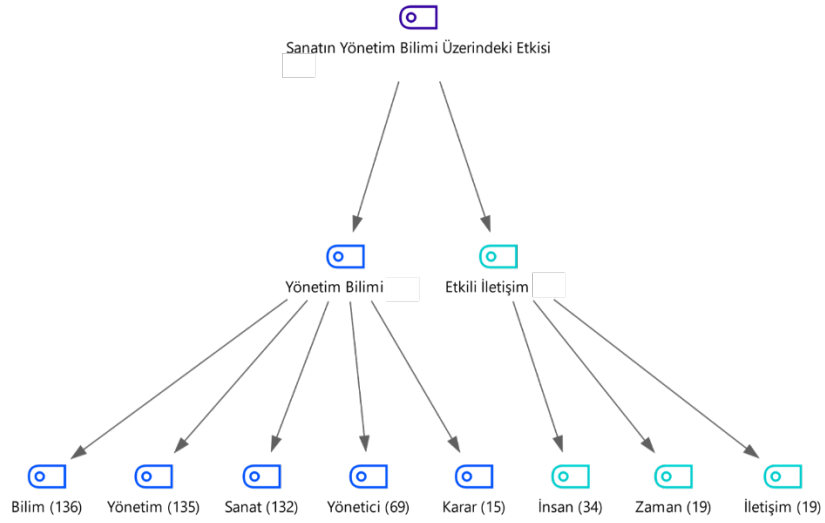 Sanatın Yönetim Bilimi Üzerindeki Etkisi
Yönetim Bilimi
Etkili İletişim
Bilim (136)
Yönetim (135)
Sanat (132)
Yönetici (69)
Karar (15)
İnsan (34)
Zaman (19)
İletişim (19)